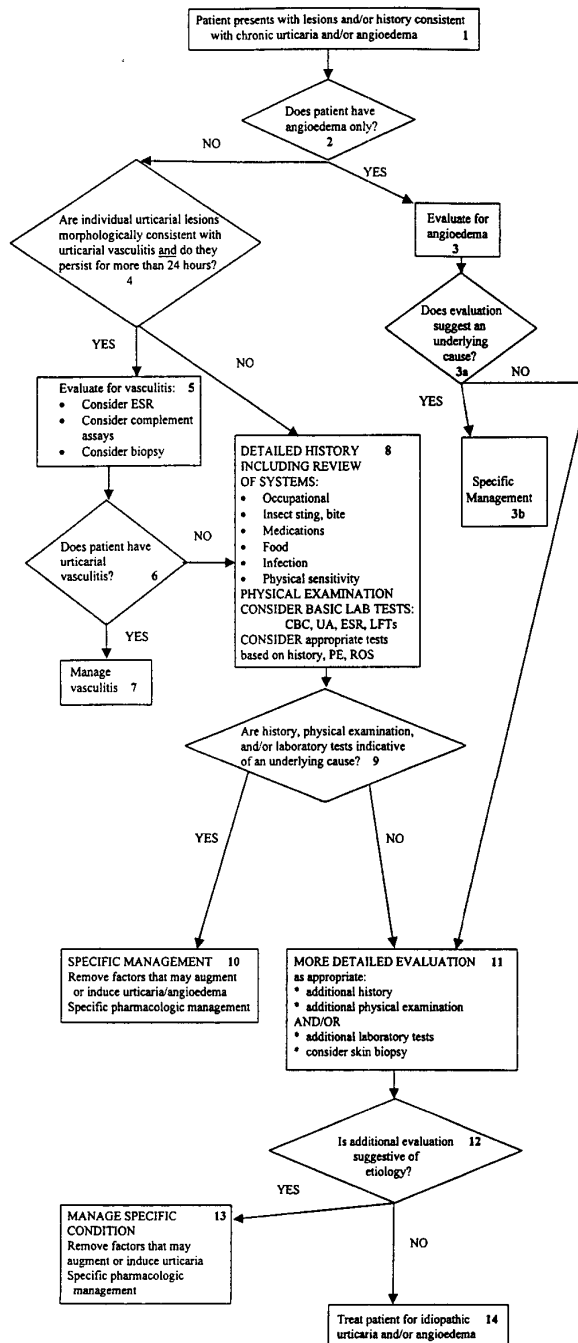 Patient presents with lesions and/or history consistent
with chronic urticaria and/or angioedema 1
Does patient have
angioedema only?
2
NO
YES
Are individual urticarial lesions
morphologically consistent with
urticarial vasculitis and do they
persist for more than 24 hours?
4
Evaluate for
angioedema
3
Does evaluation
suggest an
underlying
cause?
3a
YES
NO
NO
YES
Evaluate for vasculitis: 5
• Consider ESR
• Consider complement
assays
• Consider biopsy
Specific
Management
3b
DETAILED HISTORY 8
INCLUDING REVIEW
OF SYSTEMS:
• Occupational
• Insect sting, bite
• Medications
• Food
• Infection
• Physical sensitivity
PHYSICAL EXAMINATION
CONSIDER BASIC LAB TESTS:
CBC, UA, ESR, LFTs
CONSIDER appropriate tests
based on history, PE, ROS
Does patient have
urticarial
vasculitis? 6
NO
YES
Manage
vasculitis 7
Are history, physical examination,
and/or laboratory tests indicative
of an underlying cause? 9
YES
NO
SPECIFIC MANAGEMENT 10
Remove factors that may augment
or induce urticaria/angioedema
Specific pharmacologic management
MORE DETAILED EVALUATION 11
as appropriate:
* additional history
* additional physical examination
AND/OR
* additional laboratory tests
* consider skin biopsy
Is additional evaluation 12
suggestive of
etiology?
YES
NO
MANAGE SPECIFIC 13
CONDITION
Remove factors that may
augment or induce urticaria
Specific pharmacologic
management
Treat patient for idiopathic 14
urticaria and/or angioedema